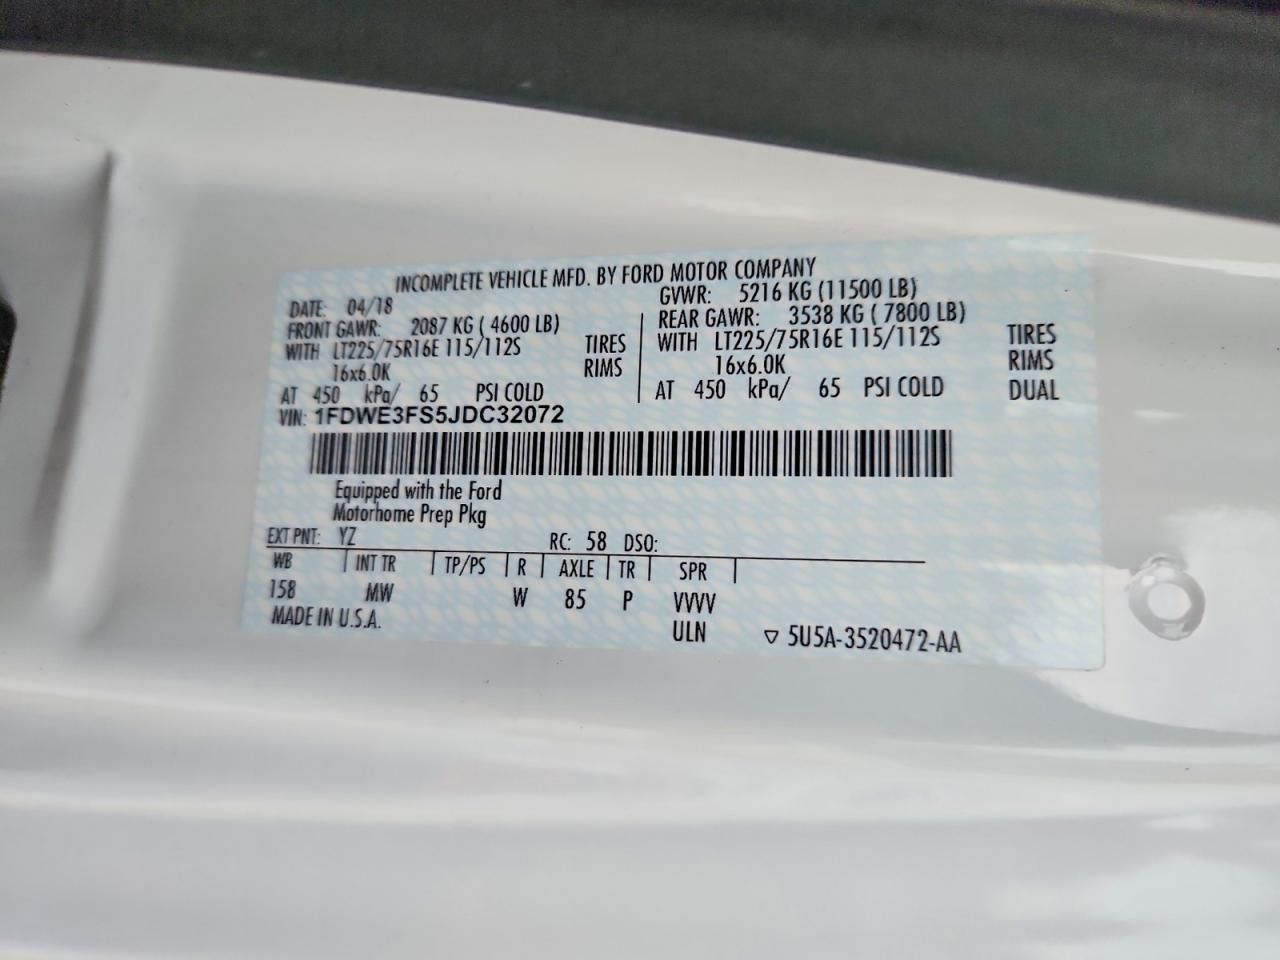 INCOMPLETE VEHICLE MFD. BY FORD MOTOR COMPANY
DATE: 04/18 GVWR: 5216 KG (11500 LB)
FRONT GAWR: 2087 KG ( 4600 LB) REAR GAWR: 3538 KG ( 7800 LB)
WITH LT225/75R16E 115/112S TIRES WITH LT225/75R16E 115/112S TIRES
16x6.0K RIMS 16x6.0K RIMS
AT 450 kPa/ 65 PSI COLD AT 450 kPa/ 65 PSI COLD DUAL
VIN: 1FDWE3FS5JDC32072
Equipped with the Ford
Motorhome Prep Pkg
EXT PNT: YZ RC: 58 DSO:
WB INT TR TP/PS R AXLE TR SPR
158 MW W 85 P VVVV
MADE IN U.S.A. ULN ▽ 5U5A-3520472-AA